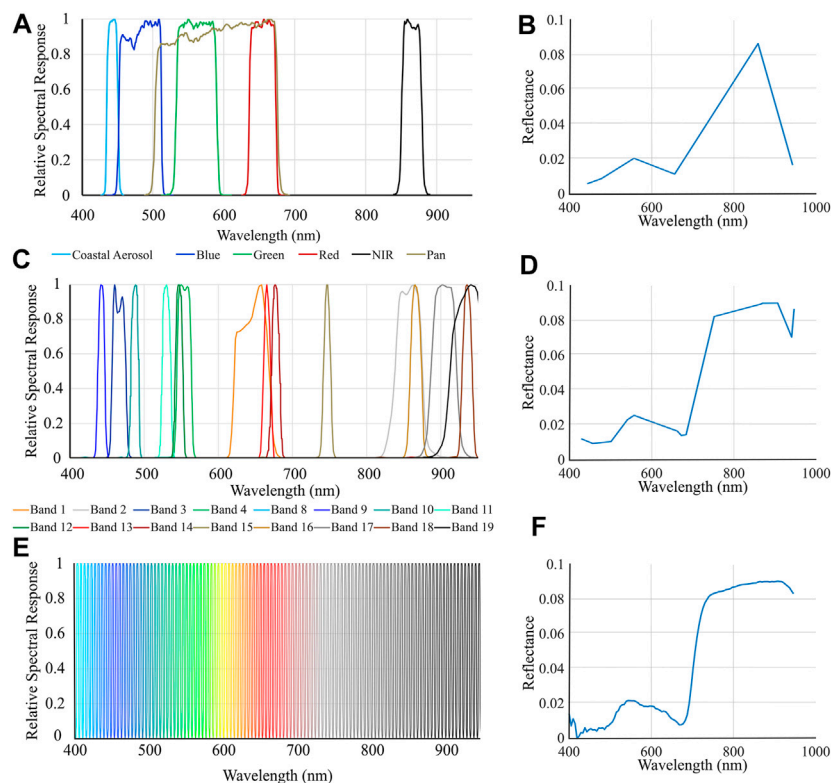 A
Relative Spectral Response
1
0.8
0.6
0.4
0.2
0
400 500 600 700 800 900
Wavelength (nm)
Coastal Aerosol Blue Green Red NIR Pan
B
Reflectance
0.1
0.08
0.06
0.04
0.02
0
400 600 800 1000
Wavelength (nm)
C
Relative Spectral Response
1
0.8
0.6
0.4
0.2
0
400 500 600 700 800 900
Wavelength (nm)
Band 1 Band 2 Band 3 Band 4 Band 8 Band 9 Band 10 Band 11
Band 12 Band 13 Band 14 Band 15 Band 16 Band 17 Band 18 Band 19
D
Reflectance
0.1
0.08
0.06
0.04
0.02
0
400 600 800 1000
Wavelength (nm)
E
Relative Spectral Response
1
0.8
0.6
0.4
0.2
0
400 500 600 700 800 900
Wavelength (nm)
F
Reflectance
0.1
0.08
0.06
0.04
0.02
0
400 600 800 1000
Wavelength (nm)